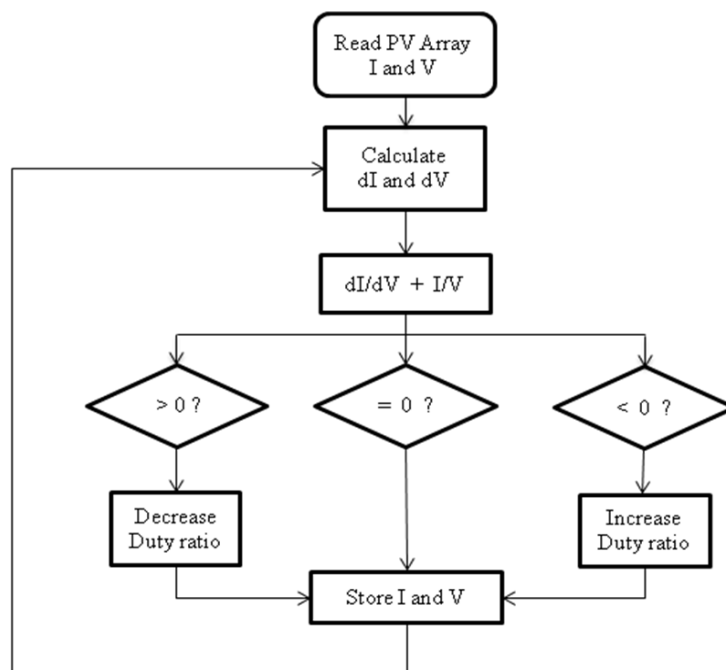 Read PV Array
I and V
Calculate
dI and dV
dI/dV + I/V
> 0 ?
= 0 ?
< 0 ?
Decrease
Duty ratio
Increase
Duty ratio
Store I and V